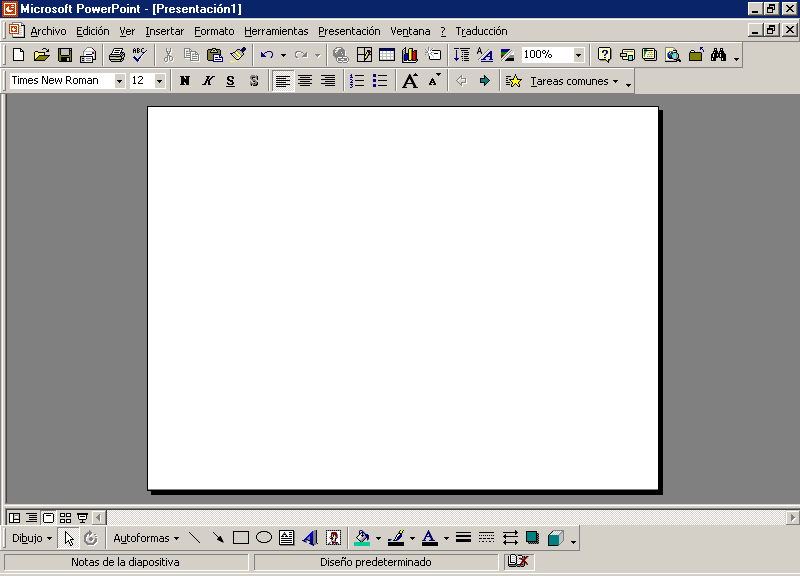 Microsoft PowerPoint - [Presentación1]
Archivo Edición Ver Insertar Formato Herramientas Presentación Ventana ? Traducción
100%
Times New Roman 12 N K S S Tareas comunes
Dibujo Autoformas
Notas de la diapositiva Diseño predeterminado